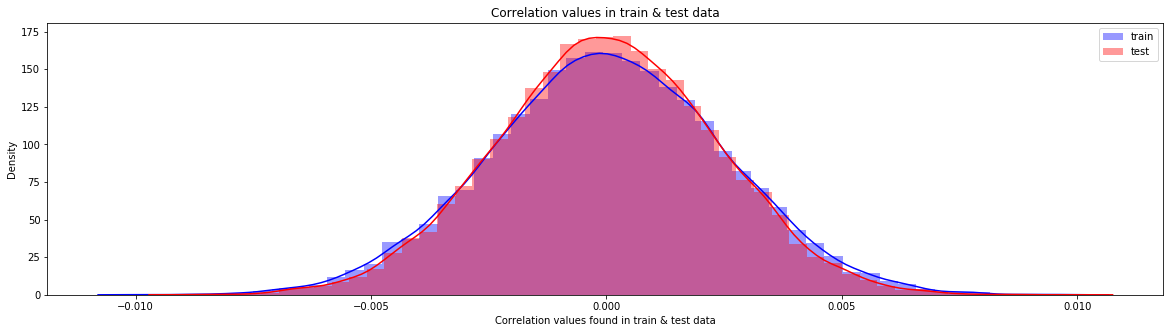 Correlation values in train & test data
train
test
Density
175
150
125
100
75
50
25
0
−0.010
−0.005
0.000
0.005
0.010
Correlation values found in train & test data